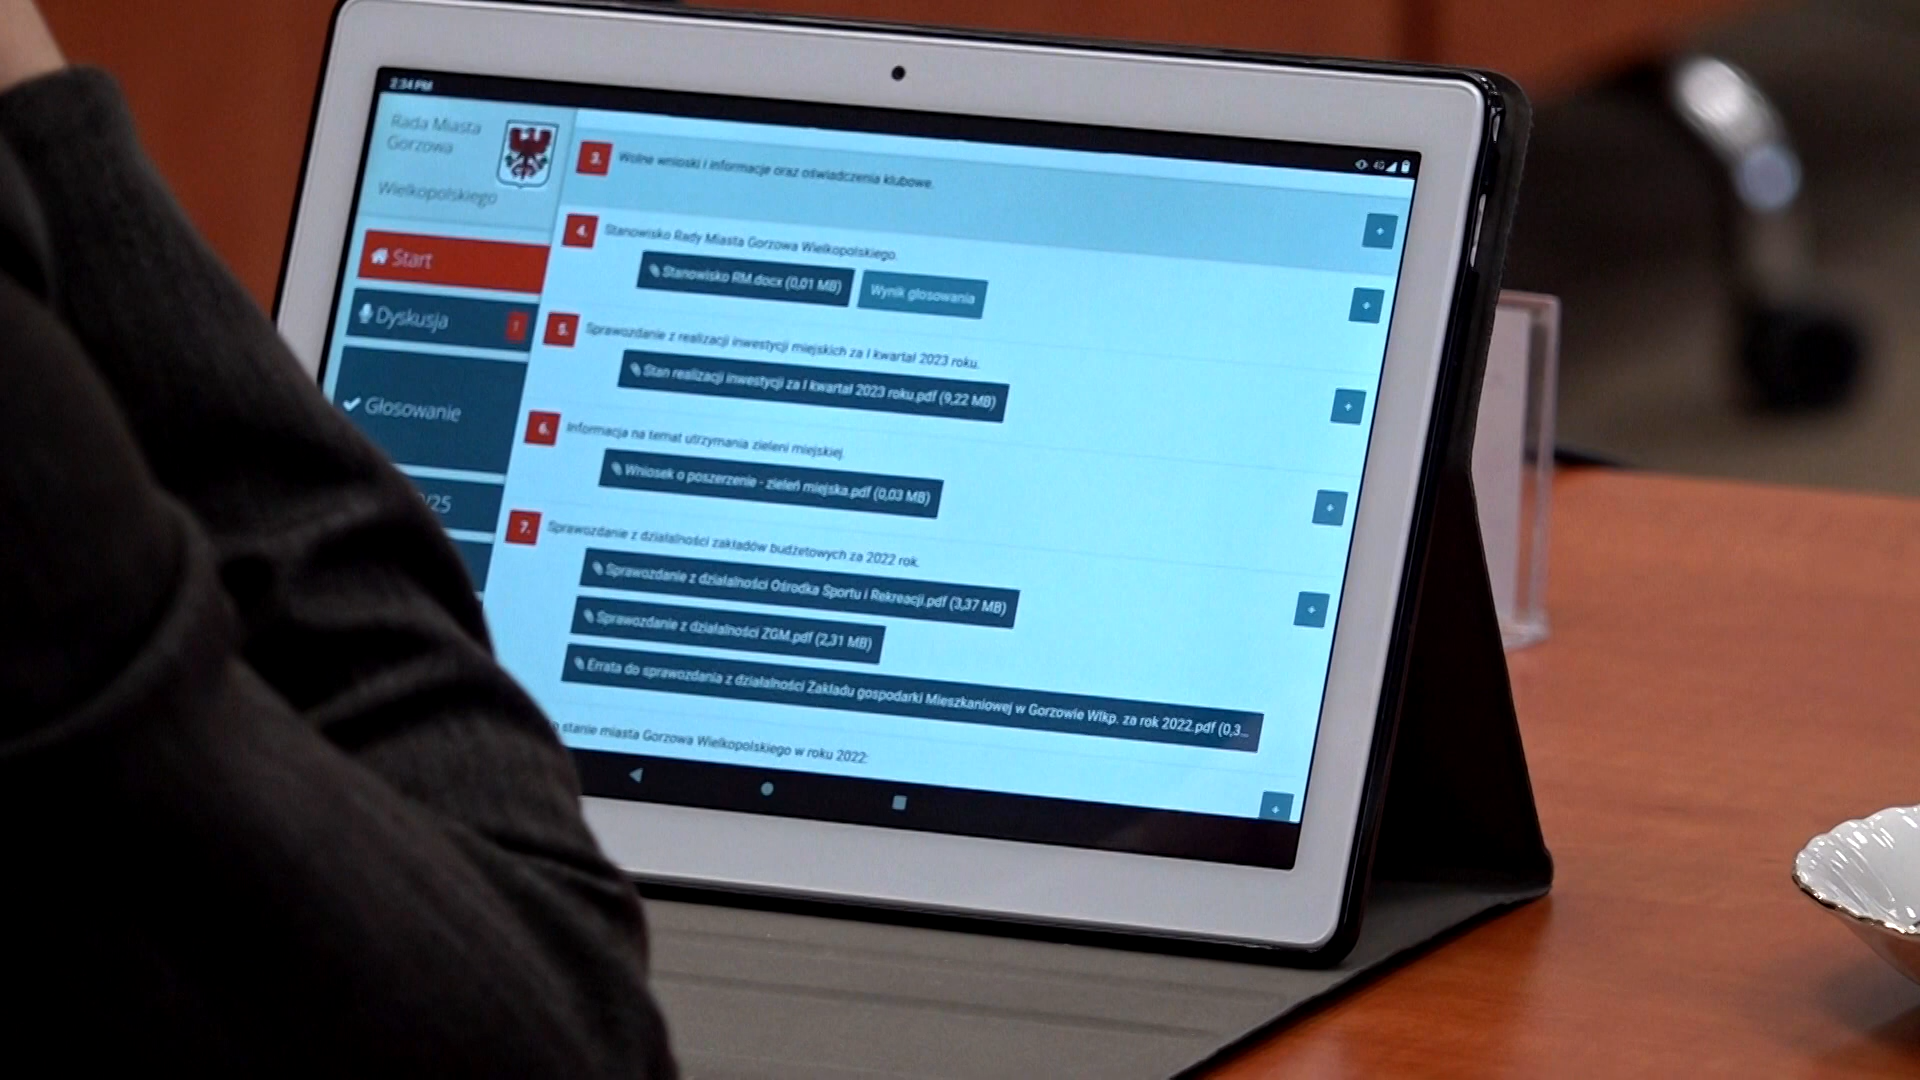 2:34 PM
4G
Rada Miasta
Gorzowa
Wielkopolskiego
Start
Dyskusja
1
Głosowanie
/25
3. Wolne wnioski i informacje oraz oświadczenia klubowe.
4. Stanowisko Rady Miasta Gorzowa Wielkopolskiego.
Stanowisko RM.docx (0,01 MB) Wynik głosowania
5. Sprawozdanie z realizacji inwestycji miejskich za I kwartał 2023 roku.
Stan realizacji inwestycji za I kwartał 2023 roku.pdf (9,22 MB)
6. Informacja na temat utrzymania zieleni miejskiej.
Wniosek o poszerzenie - zieleń miejska.pdf (0,03 MB)
7. Sprawozdanie z działalności zakładów budżetowych za 2022 rok.
Sprawozdanie z działalności Ośrodka Sportu i Rekreacji.pdf (3,37 MB)
Sprawozdanie z działalności ZGM.pdf (2,31 MB)
Errata do sprawozdania z działalności Zakładu gospodarki Mieszkaniowej w Gorzowie Wlkp. za rok 2022.pdf (0,3...
o stanie miasta Gorzowa Wielkopolskiego w roku 2022: